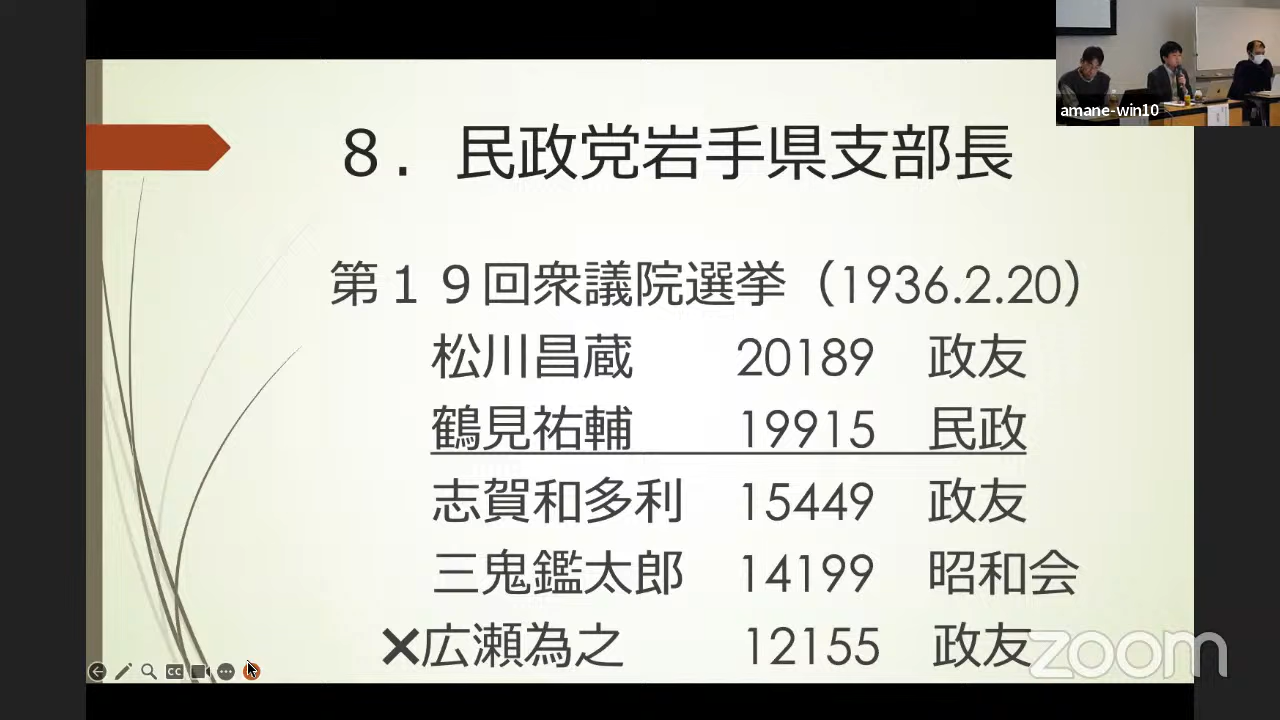 amane-win10
８．民政党岩手県支部長
第１９回衆議院選挙（1936.2.20）
松川昌蔵 20189 政友
鶴見祐輔 19915 民政
志賀和多利 15449 政友
三鬼鑑太郎 14199 昭和会
✕広瀬為之 12155 政友
CC
zoom